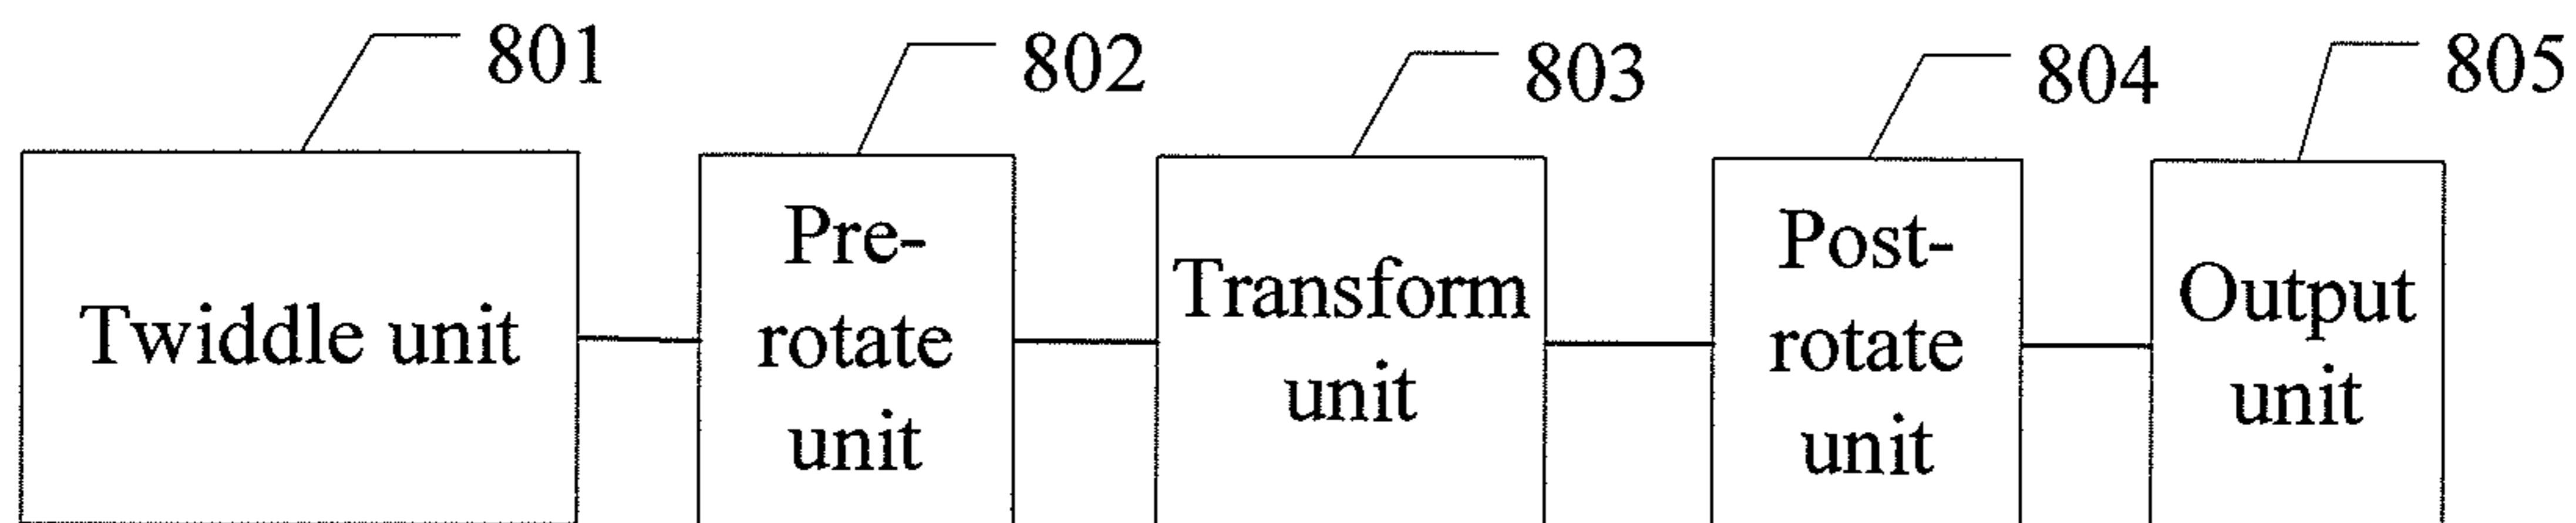 801
802
803
804
805
Twiddle unit
Pre-
rotate
unit
Transform
unit
Post-
rotate
unit
Output
unit